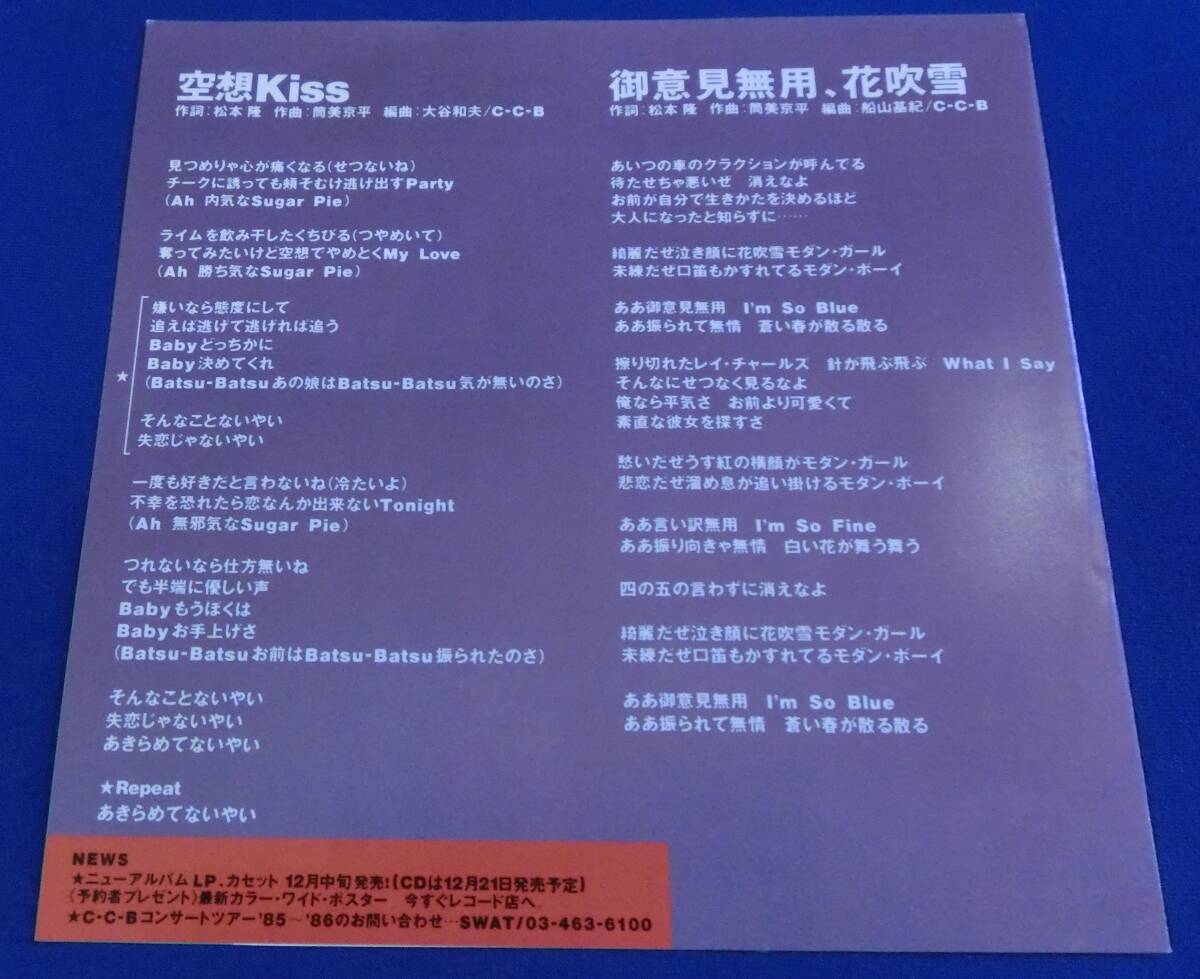 空想Kiss
作詞:松本 隆 作曲:筒美京平 編曲:大谷和夫/C-C-B
見つめりゃ心が痛くなる(せつないね)
チークに誘っても頬そむけ逃げ出すParty
(Ah 内気なSugar Pie)
ライムを飲み干したくちびる(つやめいて)
奪ってみたいけど空想でやめとくMy Love
(Ah 勝ち気なSugar Pie)
★
嫌いなら態度にして
追えば逃げて逃げれば追う
Babyどっちかに
Baby決めてくれ
(Batsu-Batsuあの娘はBatsu-Batsu気が無いのさ)
そんなことないやい
失恋じゃないやい
一度も好きだと言わないね(冷たいよ)
不幸を恐れたら恋なんか出来ないTonight
(Ah 無邪気なSugar Pie)
つれないなら仕方無いね
でも半端に優しい声
Babyもうぼくは
Babyお手上げさ
(Batsu-Batsuお前はBatsu-Batsu振られたのさ)
そんなことないやい
失恋じゃないやい
あきらめてないやい
★Repeat
あきらめてないやい
御意見無用、花吹雪
作詞:松本 隆 作曲:筒美京平 編曲:船山基紀/C-C-B
あいつの車のクラクションが呼んでる
待たせちゃ悪いぜ 消えなよ
お前が自分で生きかたを決めるほど
大人になったと知らずに……
綺麗だぜ泣き顔に花吹雪モダン・ガール
未練だぜ口笛もかすれてるモダン・ボーイ
ああ御意見無用 I'm So Blue
ああ振られて無情 蒼い春が散る散る
擦り切れたレイ・チャールズ 針が飛ぶ飛ぶ What I Say
そんなにせつなく見るなよ
俺なら平気さ お前より可愛くて
素直な彼女を探すさ
愁いだぜうす紅の横顔がモダン・ガール
悲恋だぜ溜め息が追い掛けるモダン・ボーイ
ああ言い訳無用 I'm So Fine
ああ振り向きゃ無情 白い花が舞う舞う
四の五の言わずに消えなよ
綺麗だぜ泣き顔に花吹雪モダン・ガール
未練だぜ口笛もかすれてるモダン・ボーイ
ああ御意見無用 I'm So Blue
ああ振られて無情 蒼い春が散る散る
NEWS
★ニューアルバムLP、カセット 12月中旬発売!(CDは12月21日発売予定)
〈予約者プレゼント〉最新カラー・ワイド・ポスター 今すぐレコード店へ。
★C-C-Bコンサートツアー'85〜'86のお問い合わせ…SWAT/03-463-6100